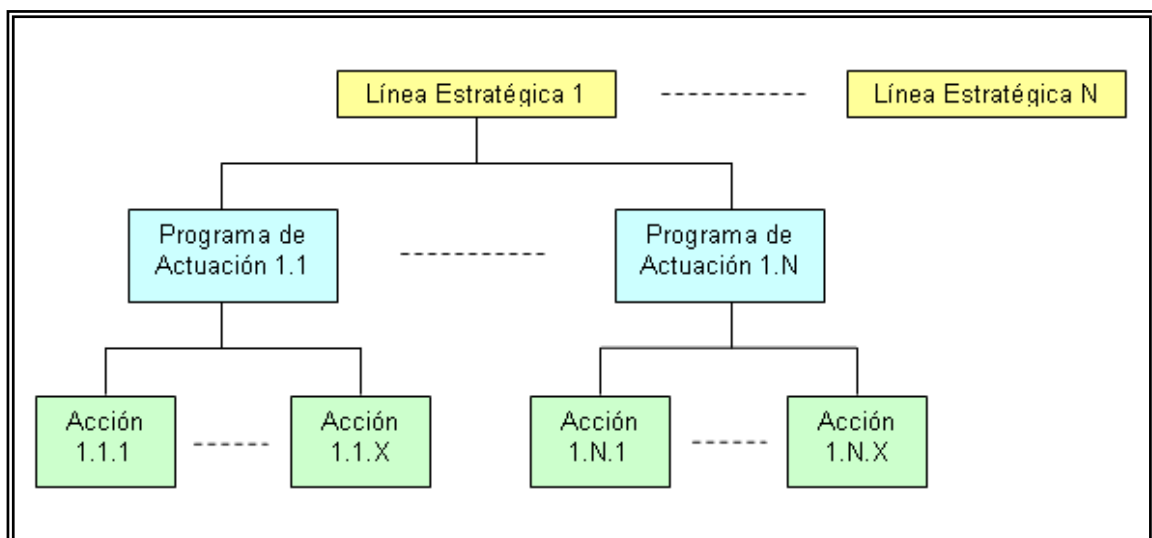 Línea Estratégica 1
Línea Estratégica N
Programa de
Actuación 1.1
Programa de
Actuación 1.N
Acción
1.1.1
Acción
1.1.X
Acción
1.N.1
Acción
1.N.X